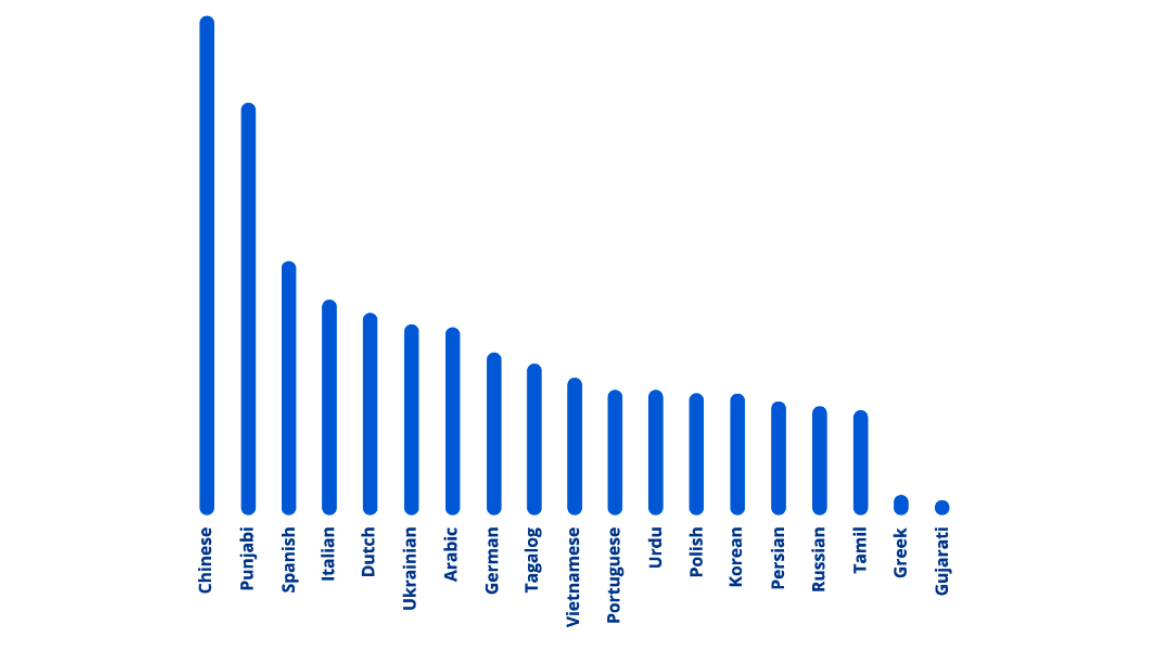 Chinese
Punjabi
Spanish
Italian
Dutch
Ukrainian
Arabic
German
Tagalog
Vietnamese
Portuguese
Urdu
Polish
Korean
Persian
Russian
Tamil
Greek
Gujarati